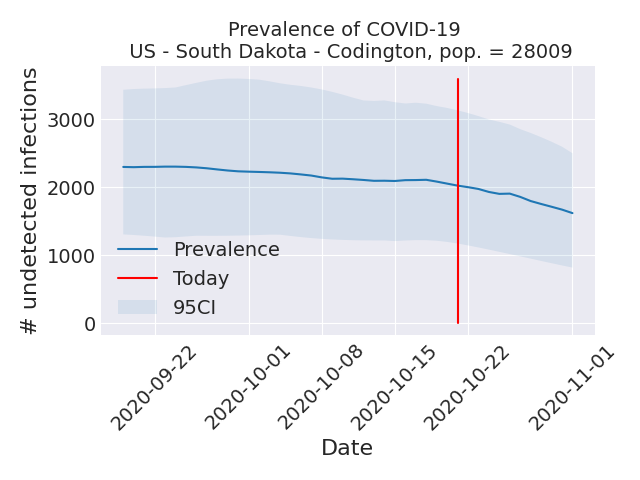 Prevalence of COVID-19
US - South Dakota - Codington, pop. = 28009
# undetected infections
3000
2000
1000
0
Prevalence
Today
95CI
2020-09-22
2020-10-01
2020-10-08
2020-10-15
2020-10-22
2020-11-01
Date